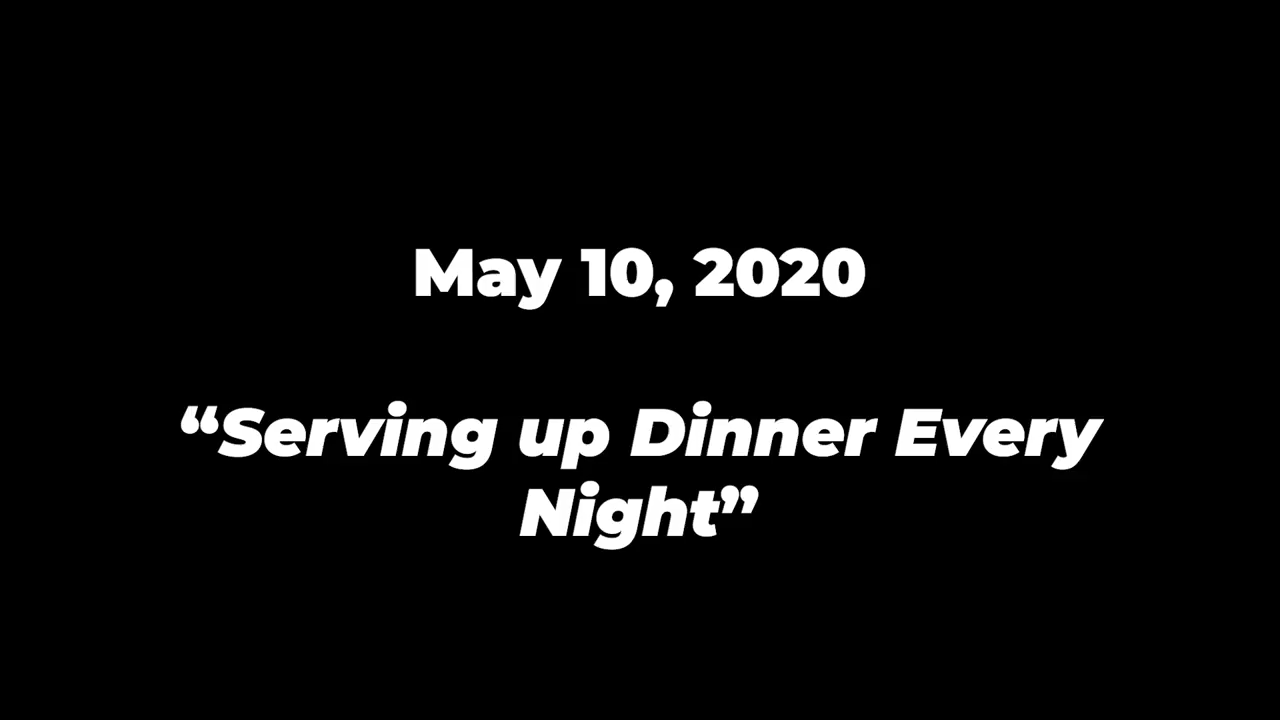 May 10, 2020
“Serving up Dinner Every
Night”